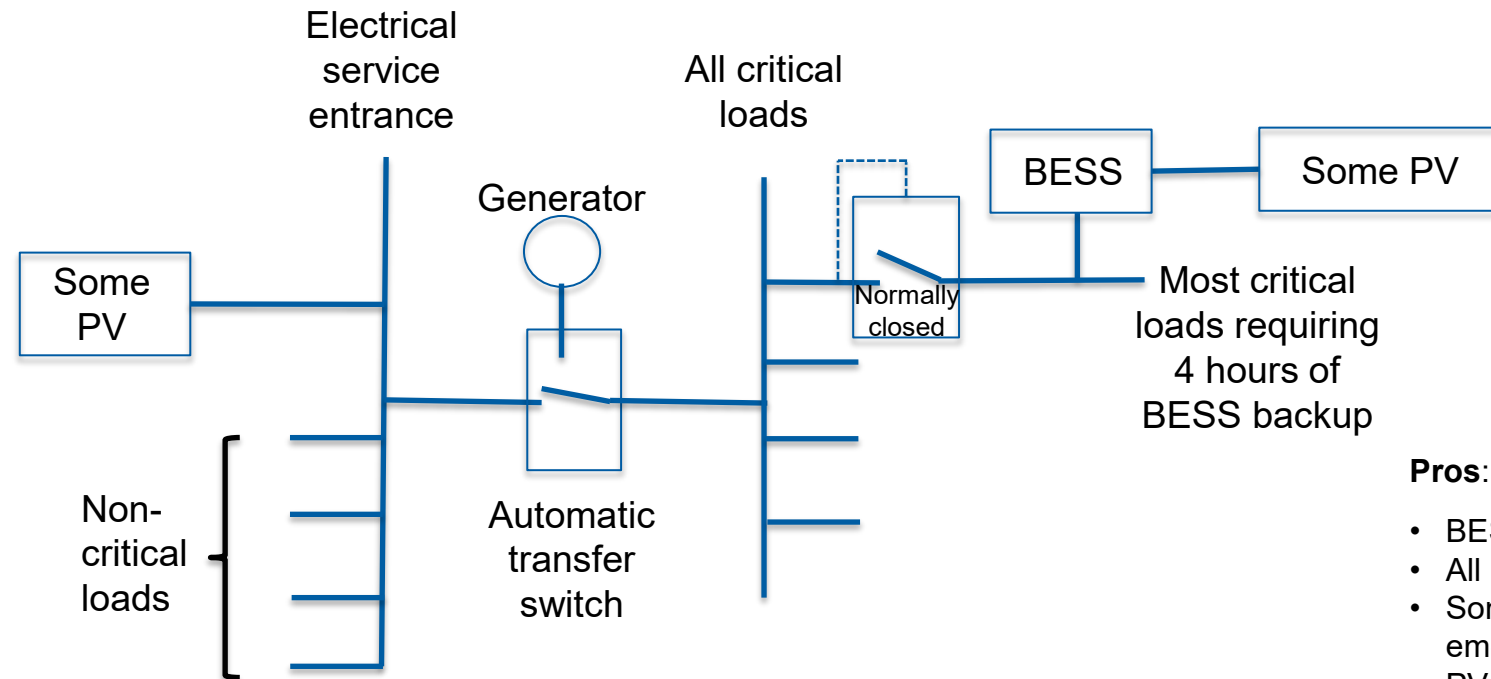 Electrical
service
entrance
All critical
loads
Generator
BESS
Some PV
Some
PV
Normally
closed
Most critical
loads requiring
4 hours of
BESS backup
Non-
critical
loads
Automatic
transfer
switch
Pros:
• All